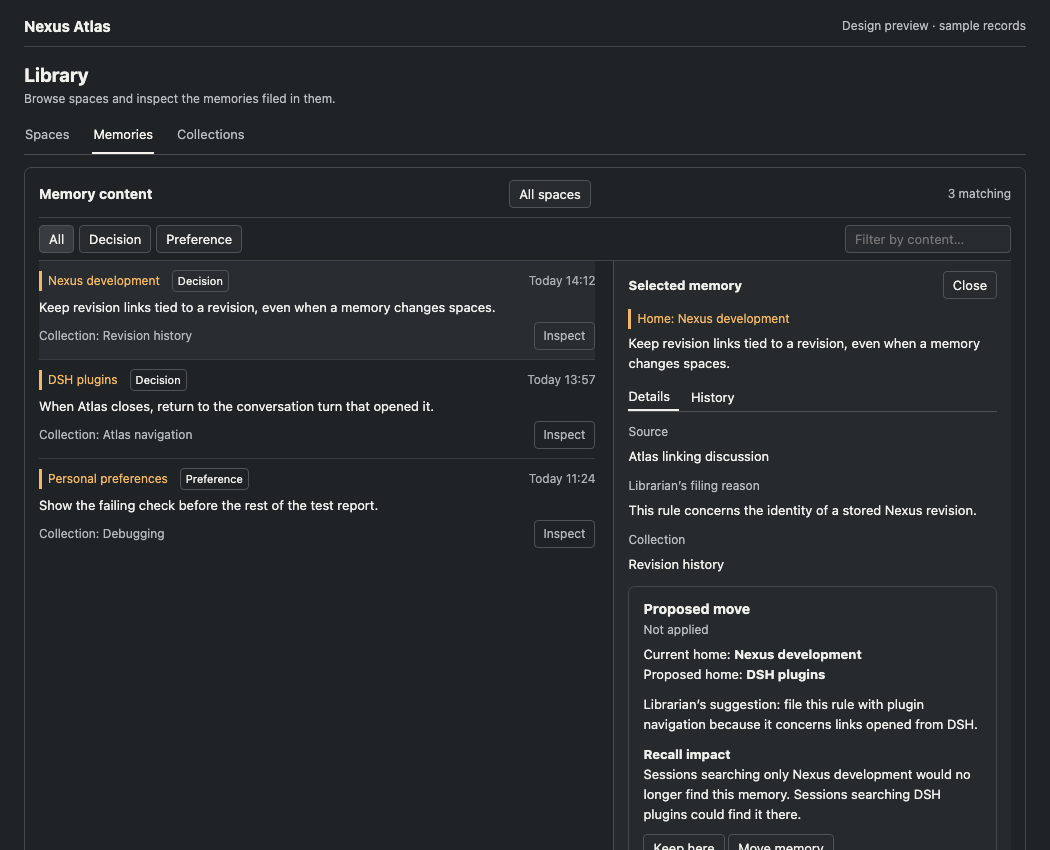 Nexus Atlas
Design preview · sample records
Library
Browse spaces and inspect the memories filed in them.
Spaces Memories Collections
Memory content
All spaces
3 matching
All Decision Preference
Filter by content...
Nexus development Decision Today 14:12
Keep revision links tied to a revision, even when a memory changes spaces.
Collection: Revision history Inspect
DSH plugins Decision Today 13:57
When Atlas closes, return to the conversation turn that opened it.
Collection: Atlas navigation Inspect
Personal preferences Preference Today 11:24
Show the failing check before the rest of the test report.
Collection: Debugging Inspect
Selected memory Close
Home: Nexus development
Keep revision links tied to a revision, even when a memory
changes spaces.
Details History
Source
Atlas linking discussion
Librarian's filing reason
This rule concerns the identity of a stored Nexus revision.
Collection
Revision history
Proposed move
Not applied
Current home: Nexus development
Proposed home: DSH plugins
Librarian's suggestion: file this rule with plugin
navigation because it concerns links opened from DSH.
Recall impact
Sessions searching only Nexus development would no
longer find this memory. Sessions searching DSH
plugins could find it there.
Keep here Move memory